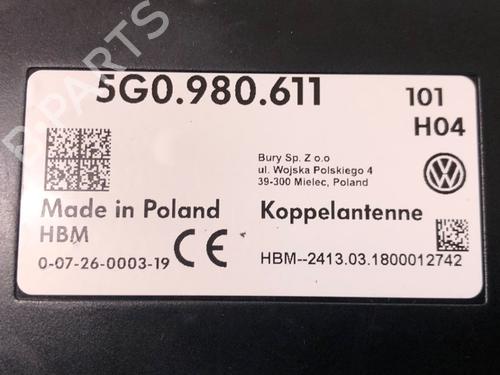 5G0.980.611
101
H04
Bury Sp. Z o.o
ul. Wojska Polskiego 4
39-300 Mielec, Poland
Made in Poland
HBM
CE
Koppelantenne
0-07-26-0003-19
HBM--2413.03.1800012742
B-PARTS